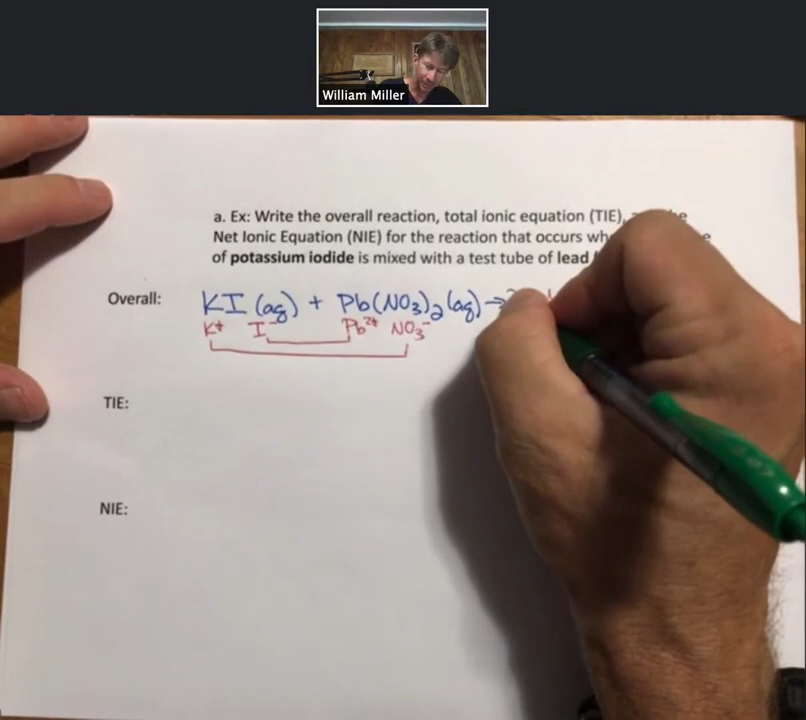 William Miller
a. Ex: Write the overall reaction, total ionic equation (TIE),
Net Ionic Equation (NIE) for the reaction that occurs
of potassium iodide is mixed with a test tube of lead
Overall: KI (aq) + Pb(NO₃)₂ (aq) →
K⁺ I⁻ Pb²⁺ NO₃⁻
TIE:
NIE: